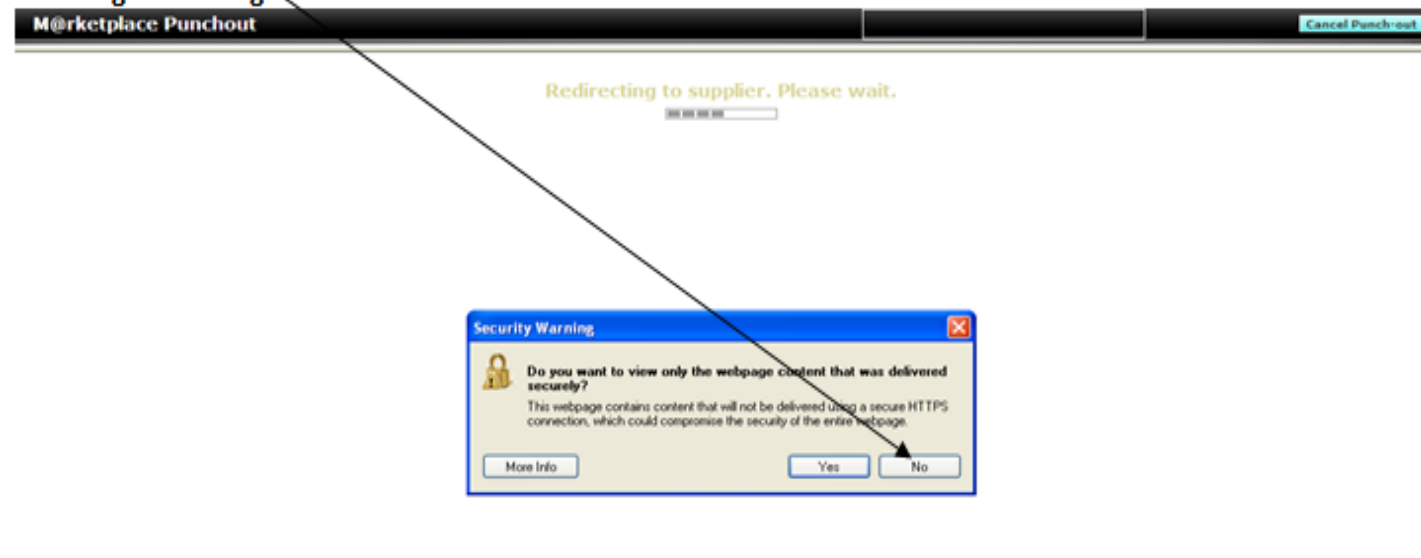 M@rketplace Punchout
Cancel Punch-out
Redirecting to supplier. Please wait.
Security Warning
Do you want to view only the webpage content that was delivered
securely?
This webpage contains content that will not be delivered using a secure HTTPS
connection, which could compromise the security of the entire webpage.
More Info
Yes
No